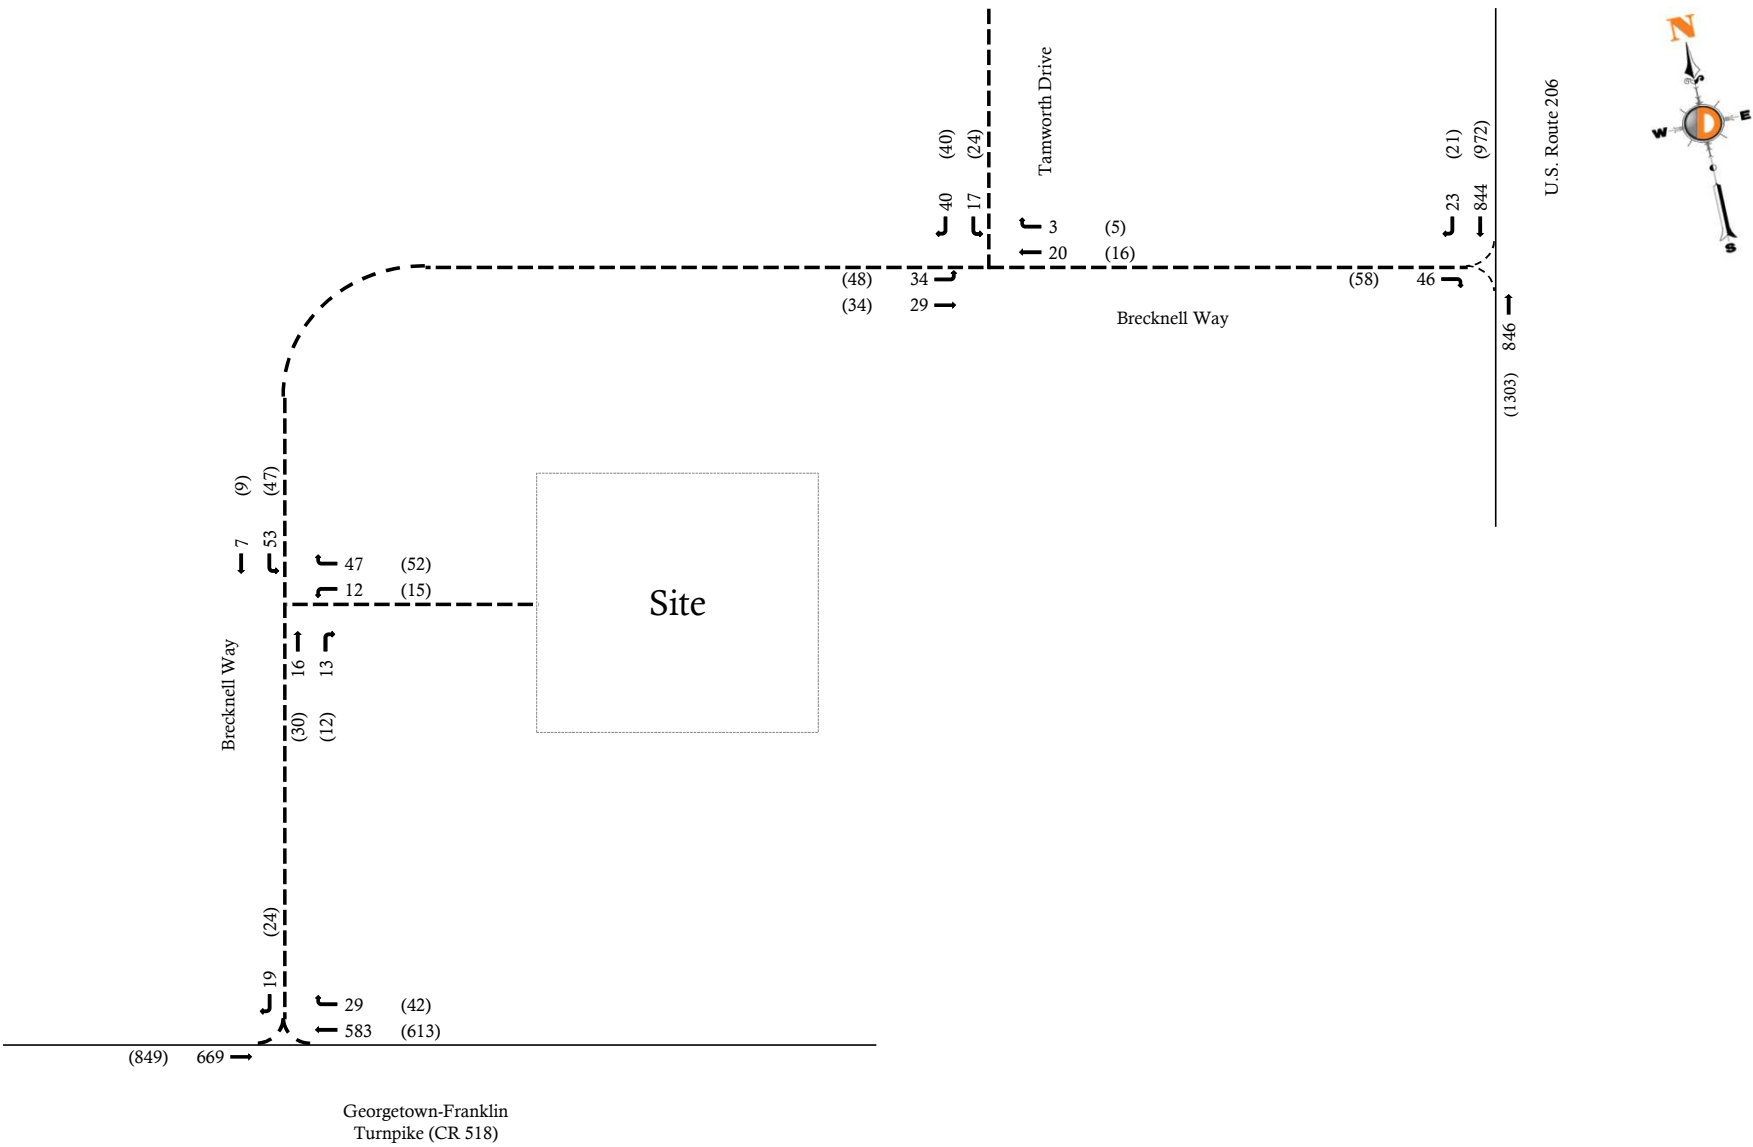 N
W
E
S
D
Tamworth Drive
U.S. Route 206
(40)
(24)
40
17
3 (5)
20 (16)
(48) 34
(34) 29
(21)
(972)
23
844
(58) 46
846
(1303)
Brecknell Way
(9)
(47)
7
53
47 (52)
12 (15)
Site
Brecknell Way
16
13
(30)
(12)
(24)
19
29 (42)
583 (613)
(849) 669
Georgetown-Franklin
Turnpike (CR 518)